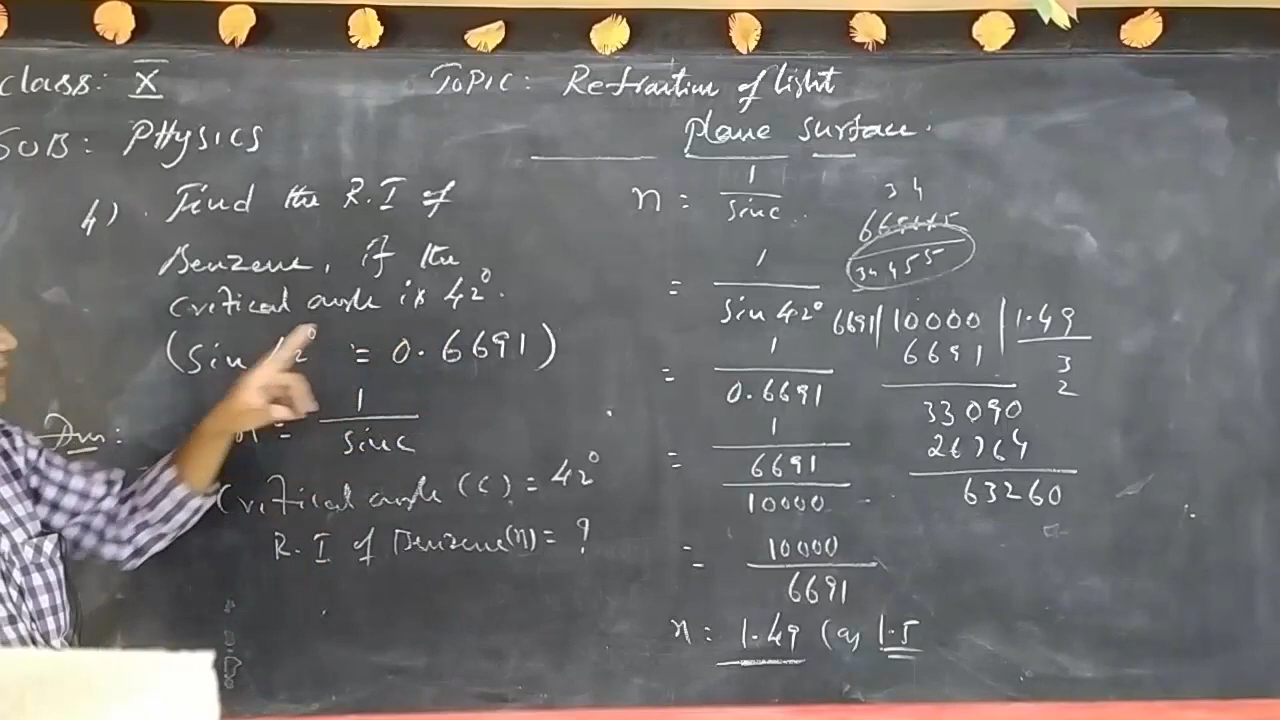 Class: X
Topic: Refraction of light
SUB: Physics
plane surface.
4). Find the R.I of
Benzene, if the
critical angle is 42°.
(Sin 42° = 0.6691)
Ans:
n = 1/sinc
Critical angle (c) = 42°
R.I of Benzene(n) = ?
n = 1/sinc
= 1/sin 42°
= 1/0.6691
= 1/6691/10000
= 10000/6691
n = 1.49 (or) 1.5
3 4
34455
6691|10000|1.49
6691
3
2
33090
26764
63260